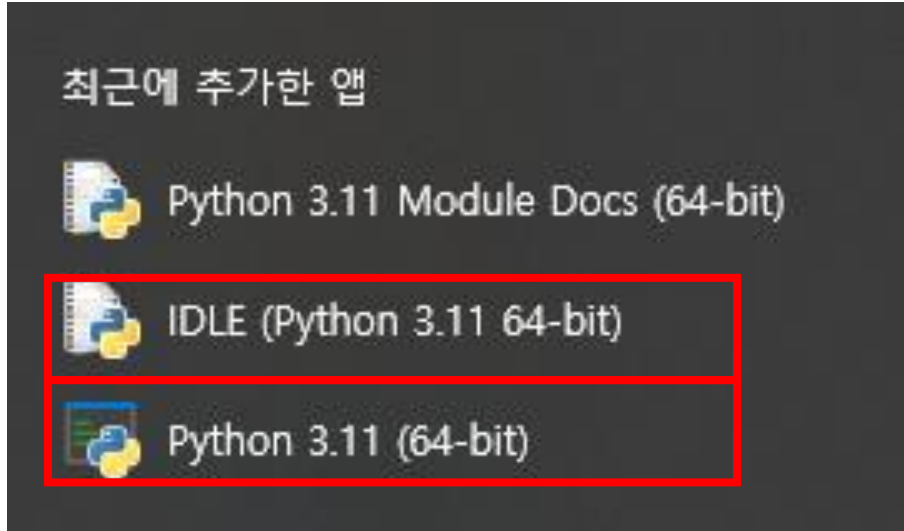 최근에 추가한 앱
Python 3.11 Module Docs (64-bit)
IDLE (Python 3.11 64-bit)
Python 3.11 (64-bit)